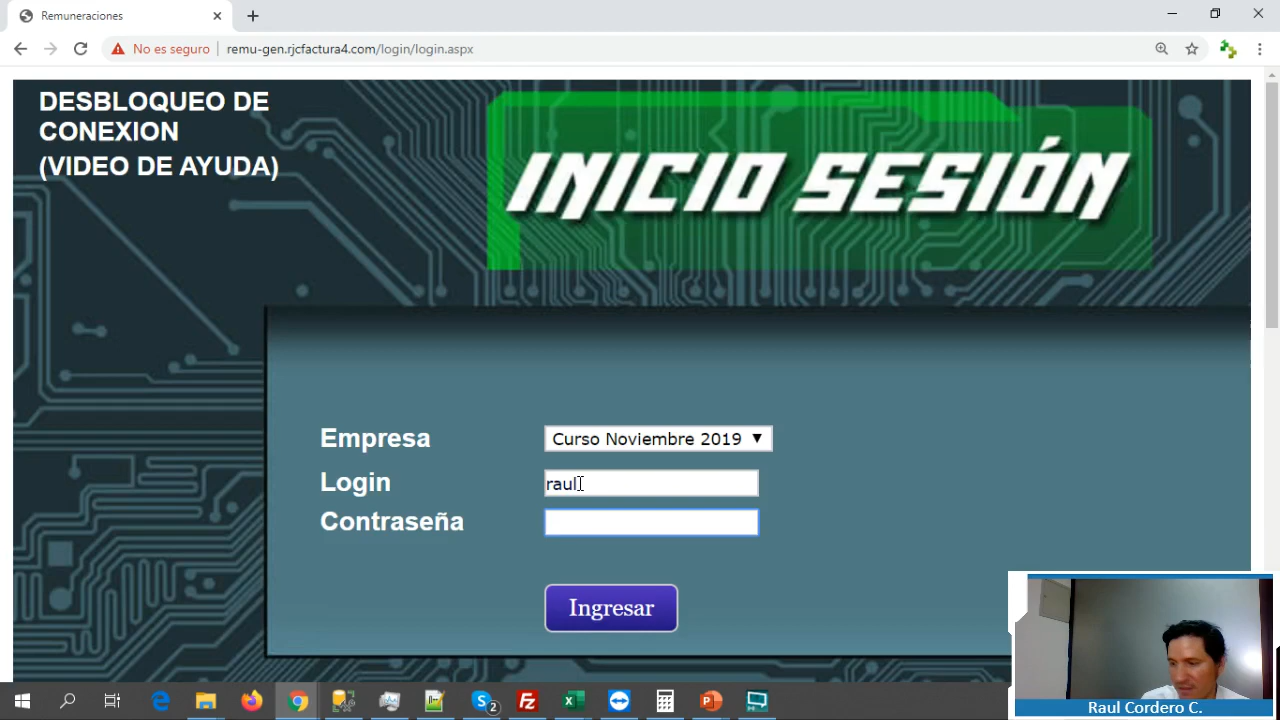 Remuneraciones
No es seguro
remu-gen.rjcfactura4.com/login/login.aspx
DESBLOQUEO DE
CONEXION
(VIDEO DE AYUDA)
INICIO SESIÓN
Empresa
Curso Noviembre 2019
Login
raul
Contraseña
Ingresar
2
Raul Cordero C.